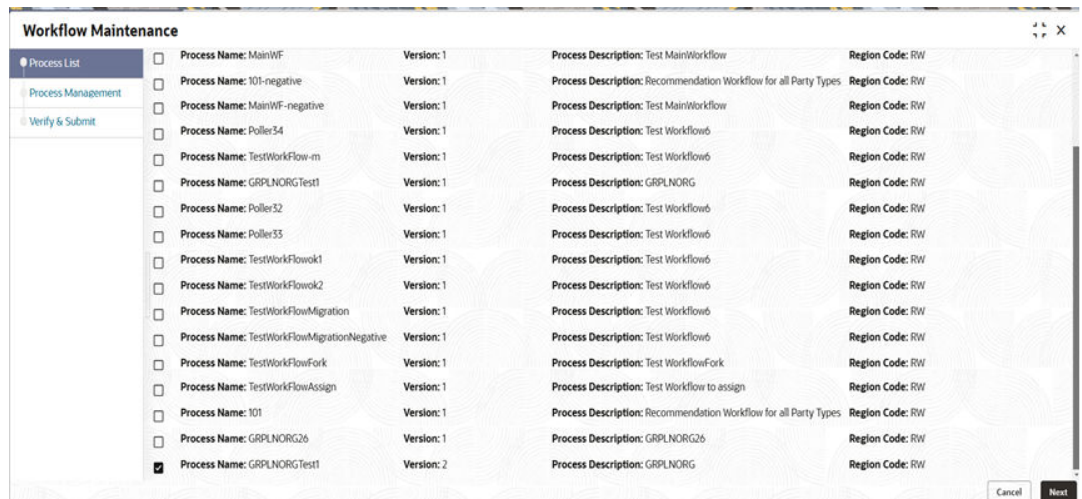 Workflow Maintenance
Process List
Process Management
Verify & Submit
Process Name: MainWF Version: 1 Process Description: Test MainWorkflow Region Code: RW
Process Name: 101-negative Version: 1 Process Description: Recommendation Workflow for all Party Types Region Code: RW
Process Name: MainWF-negative Version: 1 Process Description: Test MainWorkflow Region Code: RW
Process Name: Poller34 Version: 1 Process Description: Test Workflow6 Region Code: RW
Process Name: TestWorkFlow-m Version: 1 Process Description: Test Workflow6 Region Code: RW
Process Name: GRPLNORGTest1 Version: 1 Process Description: GRPLNORG Region Code: RW
Process Name: Poller32 Version: 1 Process Description: Test Workflow6 Region Code: RW
Process Name: Poller33 Version: 1 Process Description: Test Workflow6 Region Code: RW
Process Name: TestWorkFlowok1 Version: 1 Process Description: Test Workflow6 Region Code: RW
Process Name: TestWorkFlowok2 Version: 1 Process Description: Test Workflow6 Region Code: RW
Process Name: TestWorkFlowMigration Version: 1 Process Description: Test Workflow6 Region Code: RW
Process Name: TestWorkFlowMigrationNegative Version: 1 Process Description: Test Workflow6 Region Code: RW
Process Name: TestWorkFlowFork Version: 1 Process Description: Test WorkflowFork Region Code: RW
Process Name: TestWorkFlowAssign Version: 1 Process Description: Test Workflow to assign Region Code: RW
Process Name: 101 Version: 1 Process Description: Recommendation Workflow for all Party Types Region Code: RW
Process Name: GRPLNORG26 Version: 1 Process Description: GRPLNORG26 Region Code: RW
Process Name: GRPLNORGTest1 Version: 2 Process Description: GRPLNORG Region Code: RW
Cancel Next